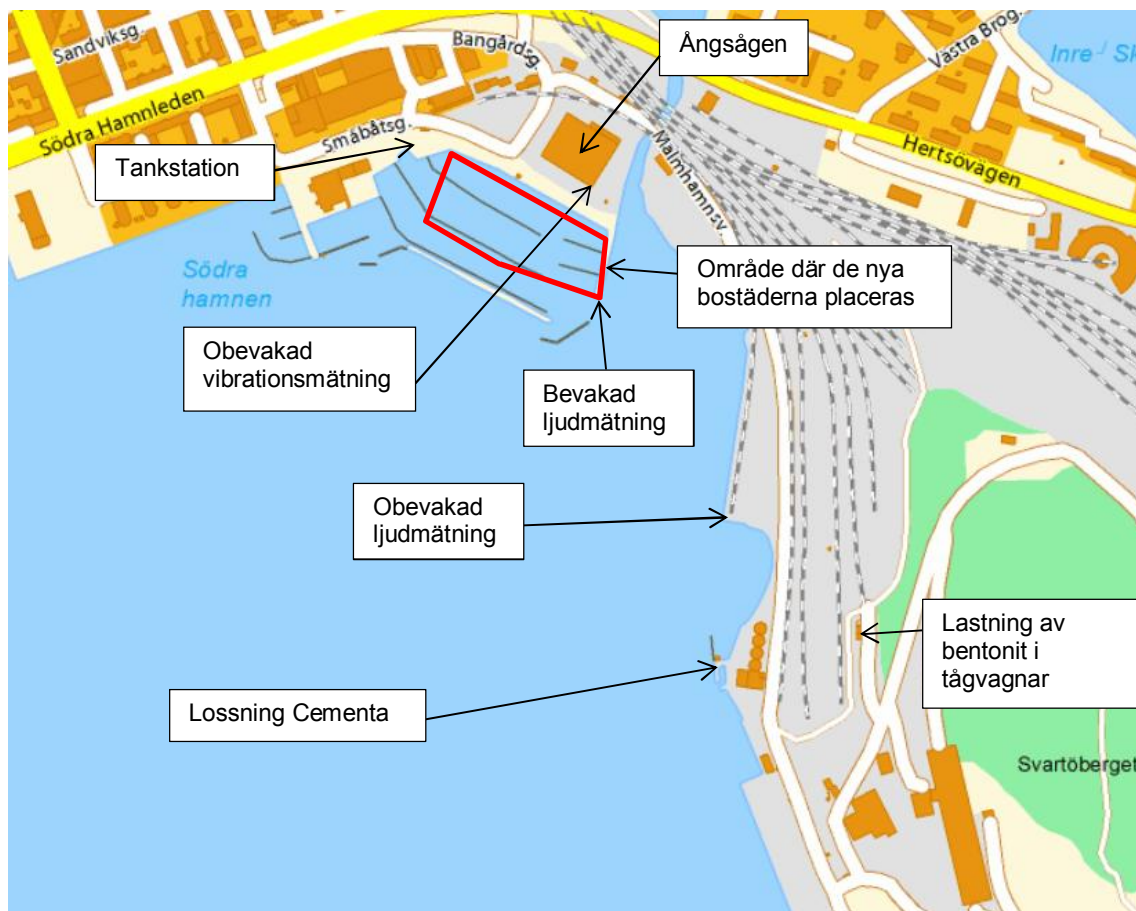 Sandviksg.
Bangårdsg.
Ångsågen
Västra Brog.
Inre
Södra Hamnleden
Småbåtsg.
Tankstation
Malmhamnsv.
Hertsövägen
Södra
hamnen
Område där de nya
bostäderna placeras
Obevakad
vibrationsmätning
Bevakad
ljudmätning
Obevakad
ljudmätning
Lastning av
bentonit i
tågvagnar
Lossning Cementa
Svartöberget